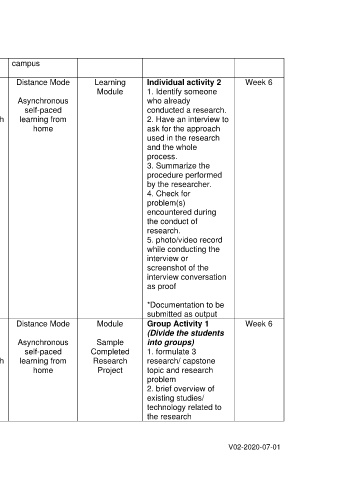 campus
Distance Mode
Asynchronous
self-paced
learning from
home
h
Learning
Module
Individual activity 2
1. Identify someone
who already
conducted a research.
2. Have an interview to
ask for the approach
used in the research
and the whole
process.
3. Summarize the
procedure performed
by the researcher.
4. Check for
problem(s)
encountered during
the conduct of
research.
5. photo/video record
while conducting the
interview or
screenshot of the
interview conversation
as proof
*Documentation to be
submitted as output
Week 6
Distance Mode
Asynchronous
self-paced
learning from
home
h
Module
Sample
Completed
Research
Project
Group Activity 1
(Divide the students
into groups)
1. formulate 3
research/ capstone
topic and research
problem
2. brief overview of
existing studies/
technology related to
the research
Week 6
V02-2020-07-01